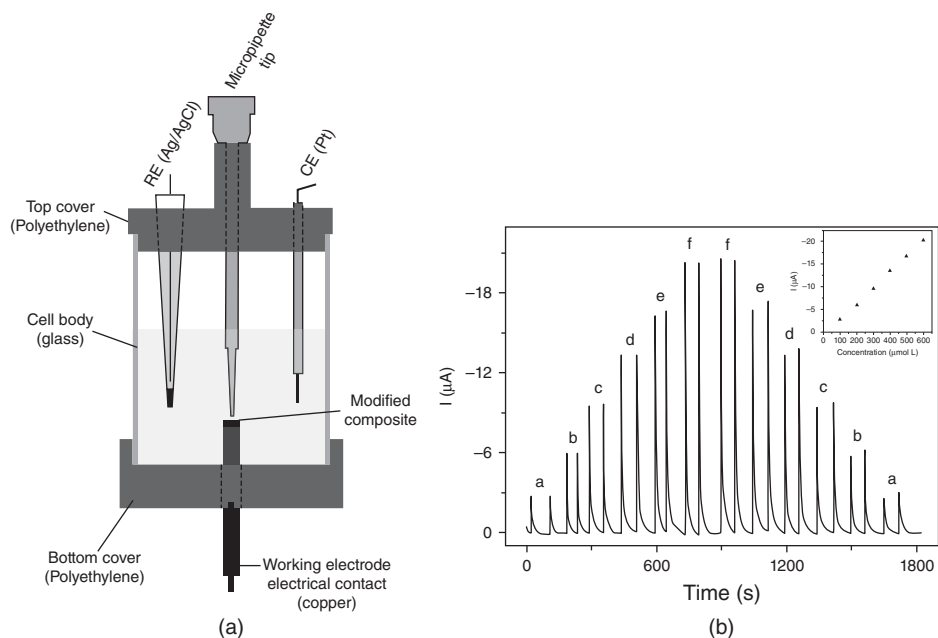 Micropipette
tip
RE (Ag/AgCl)
CE (Pt)
Top cover
(Polyethylene)
Cell body
(glass)
Modified
composite
Bottom cover
(Polyethylene)
Working electrode
electrical contact
(copper)
(a)
I (μA)
−18
−12
−6
0
a
b
c
d
e
f
f
e
d
c
b
a
0
600
1200
1800
Time (s)
I (μA)
−20
−15
−10
−5
0
100 200 300 400 500 600
Concentration (μmol L)
(b)